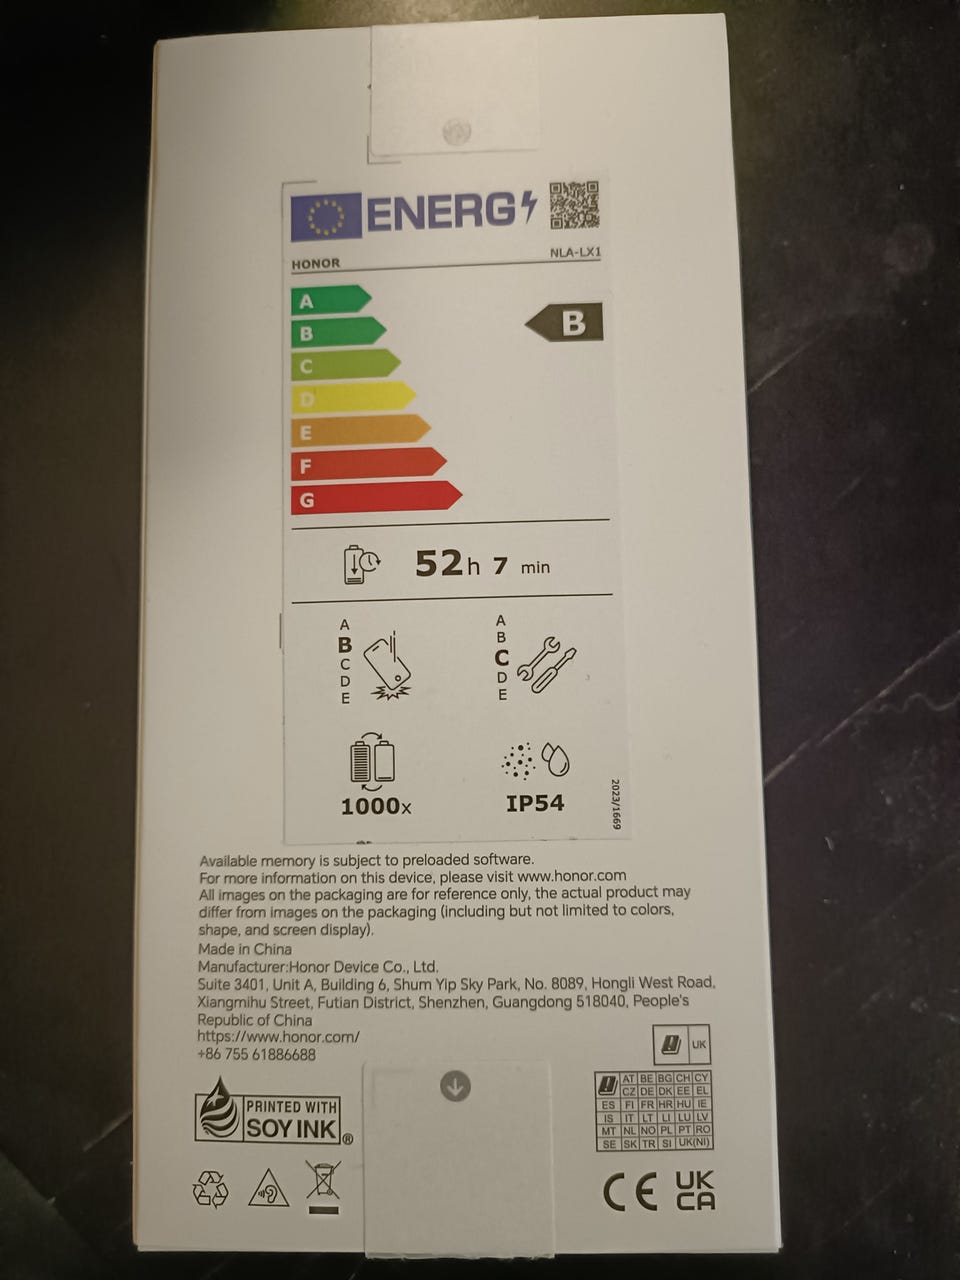 ENERG
NLA-LX1
HONOR
A
B
B
C
D
E
F
G
52h 7 min
A
B
C
D
E
A
B
C
D
E
1000x
IP54
2023/1669
Available memory is subject to preloaded software.
For more information on this device, please visit www.honor.com
All images on the packaging are for reference only, the actual product may
differ from images on the packaging (including but not limited to colors,
shape, and screen display).
Made in China
Manufacturer:Honor Device Co., Ltd.
Suite 3401, Unit A, Building 6, Shum Yip Sky Park, No. 8089, Hongli West Road,
Xiangmihu Street, Futian District, Shenzhen, Guangdong 518040, People's
Republic of China
https://www.honor.com/
+86 755 61886688
UK
AT BE BG CH CY
CZ DE DK EE EL
ES FI FR HR HU IE
IS IT LT LI LU LV
MT NL NO PL PT RO
SE SK TR SI UK(NI)
PRINTED WITH
SOY INK®
CE
UK
CA